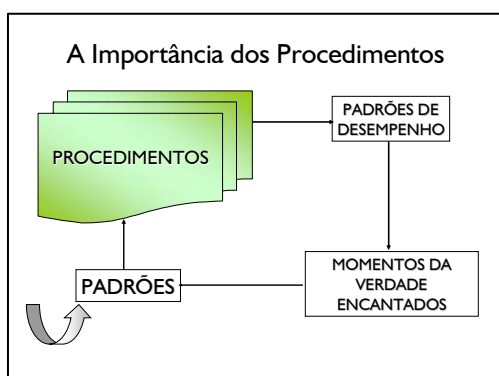 A Importância dos Procedimentos
PROCEDIMENTOS
PADRÕES DE
DESEMPENHO
MOMENTOS DA
VERDADE
ENCANTADOS
PADRÕES